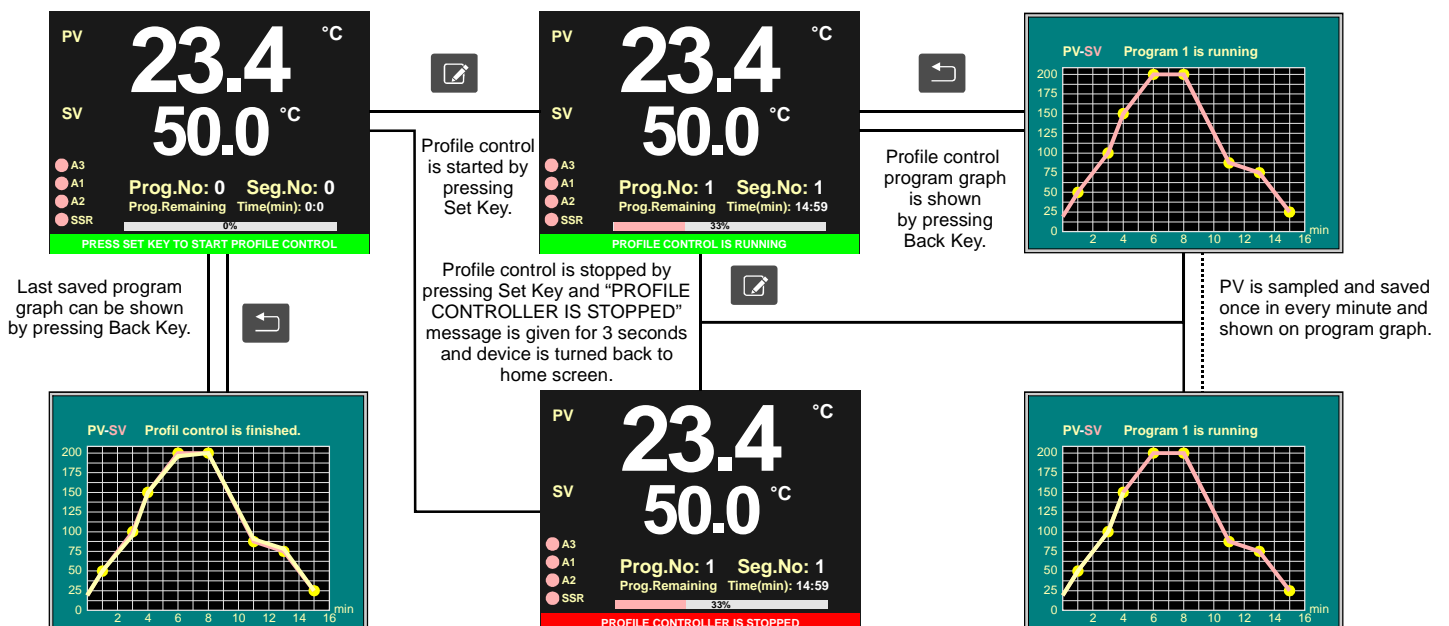 PV
23.4
°C
SV
50.0
°C
A3
A1
A2
SSR
Prog.No: 0 Seg.No: 0
Prog.Remaining Time(min): 0:0
0%
PRESS SET KEY TO START PROFILE CONTROL
Profile control
is started by
pressing
Set Key.
PV
23.4
°C
SV
50.0
°C
A3
A1
A2
SSR
Prog.No: 1 Seg.No: 1
Prog.Remaining Time(min): 14:59
33%
PROFILE CONTROL IS RUNNING
Profile control
program graph
is shown
by pressing
Back Key.
PV-SV Program 1 is running
200
175
150
125
100
75
50
25
0
2 4 6 8 10 12 14 16
min
Last saved program
graph can be shown
by pressing Back Key.
Profile control is stopped by
pressing Set Key and “PROFILE
CONTROLLER IS STOPPED”
message is given for 3 seconds
and device is turned back to
home screen.
PV is sampled and saved
once in every minute and
shown on program graph.
PV-SV Profil control is finished.
200
175
150
125
100
75
50
25
0
2 4 6 8 10 12 14 16
min
PV
23.4
°C
SV
50.0
°C
A3
A1
A2
SSR
Prog.No: 1 Seg.No: 1
Prog.Remaining Time(min): 14:59
33%
PROFILE CONTROLLER IS STOPPED
PV-SV Program 1 is running
200
175
150
125
100
75
50
25
0
2 4 6 8 10 12 14 16
min